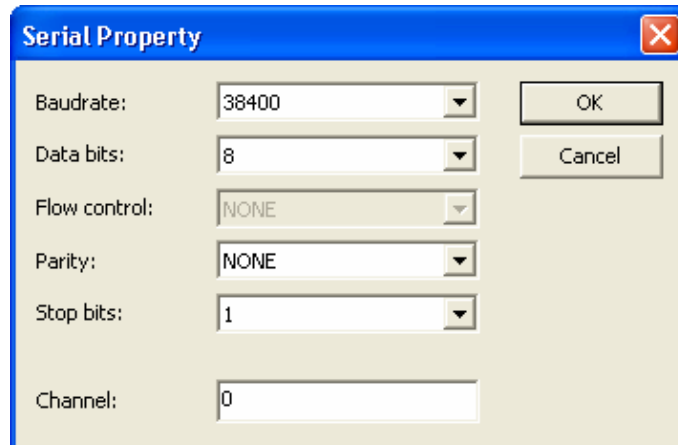 Serial Property
Baudrate: 38400 OK
Data bits: 8 Cancel
Flow control: NONE
Parity: NONE
Stop bits: 1
Channel: 0